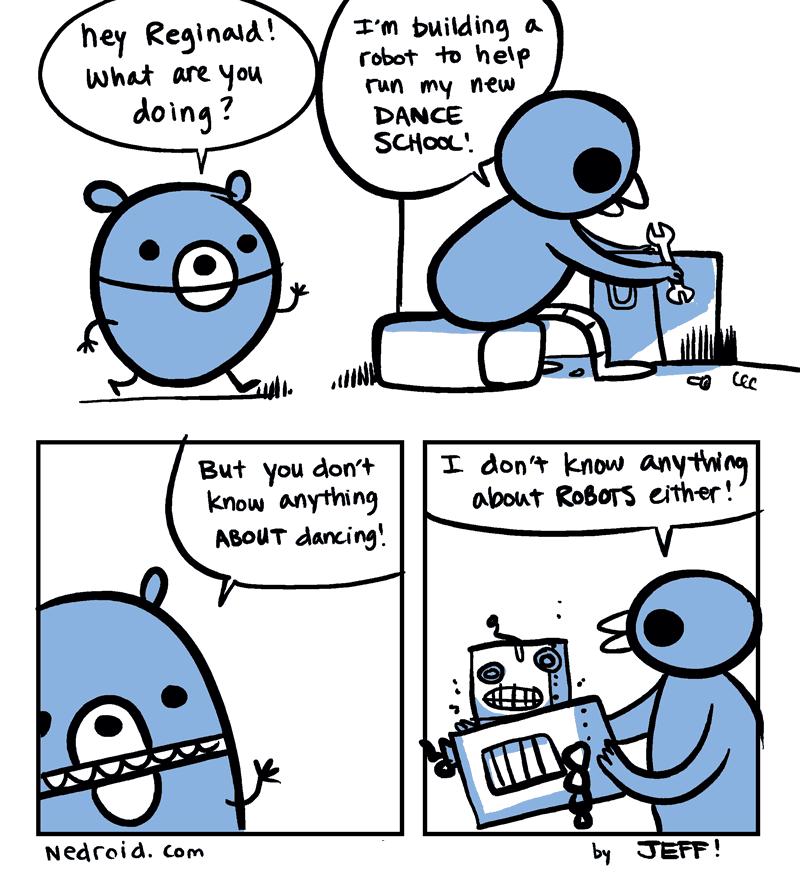 hey Reginald!
What are you
doing?
I'm building a
robot to help
run my new
DANCE
SCHOOL!
But you don't
know anything
ABOUT dancing!
I don't know anything
about ROBOTS either!
Nedroid.com
by JEFF!